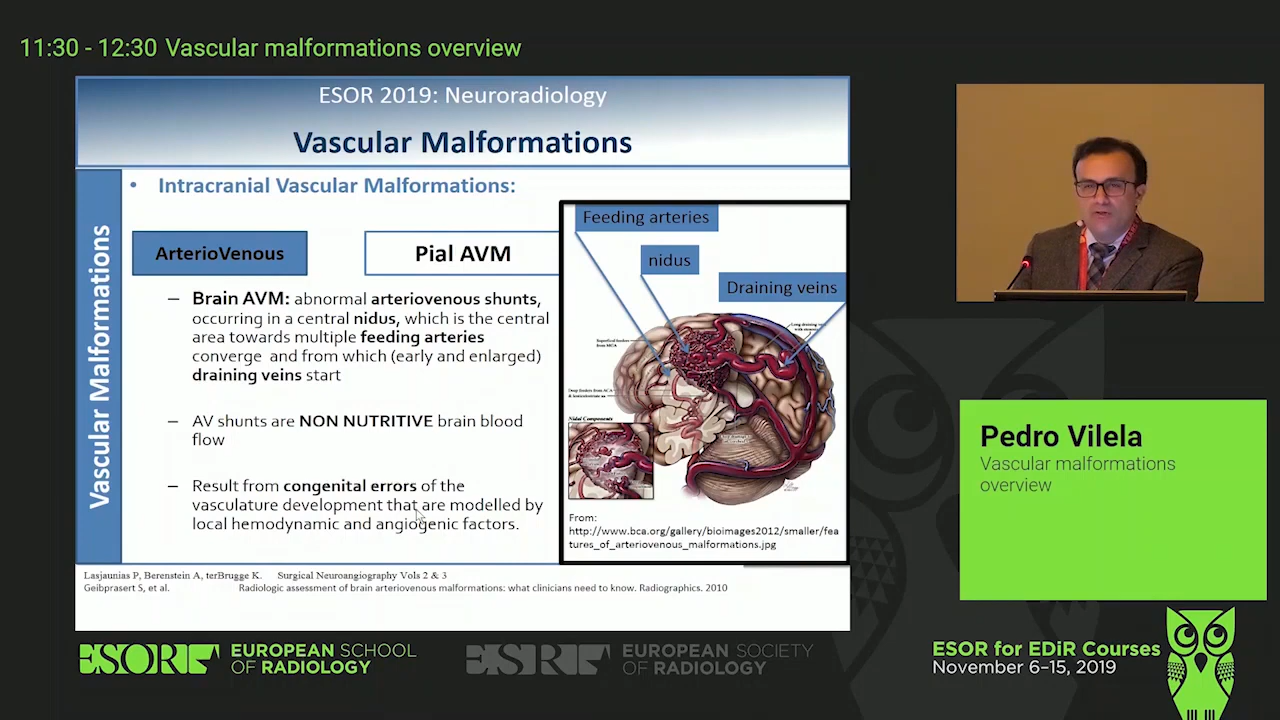 11:30 - 12:30 Vascular malformations overview
ESOR 2019: Neuroradiology
Vascular Malformations
Vascular Malformations
• Intracranial Vascular Malformations:
ArterioVenous
Pial AVM
– Brain AVM: abnormal arteriovenous shunts,
occurring in a central nidus, which is the central
area towards multiple feeding arteries
converge and from which (early and enlarged)
draining veins start
– AV shunts are NON NUTRITIVE brain blood
flow
– Result from congenital errors of the
vasculature development that are modelled by
local hemodynamic and angiogenic factors.
Feeding arteries
nidus
Draining veins
Nidal Components
From:
http://www.bca.org/gallery/bioimages2012/smaller/fea
tures_of_arteriovenous_malformations.jpg
Lasjaunias P, Berenstein A, terBrugge K. Surgical Neuroangiography Vols 2 & 3
Geibprasert S, et al. Radiologic assessment of brain arteriovenous malformations: what clinicians need to know. Radiographics. 2010
Pedro Vilela
Vascular malformations
overview
ESOR EUROPEAN SCHOOL
OF RADIOLOGY
ESR EUROPEAN SOCIETY
OF RADIOLOGY
ESOR for EDiR Courses
November 6–15, 2019